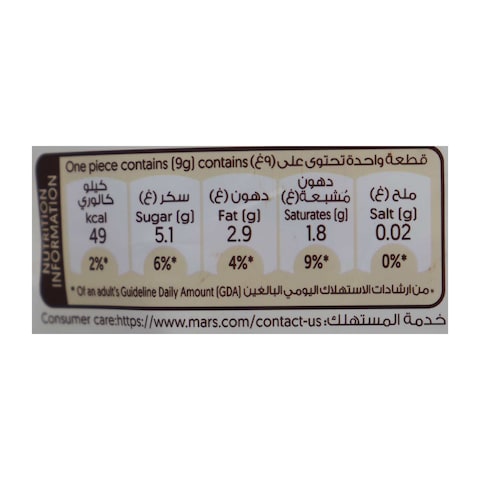 NUTRITION
INFORMATION
One piece contains (9g) contains قطعة واحدة تحتوي على (٩غ)
كيلو
كالوري
kcal
49
2%*
سكر (غ)
Sugar (g)
5.1
6%*
دهون (غ)
Fat (g)
2.9
4%*
دهون
مُشبعة (غ)
Saturates (g)
1.8
9%*
ملح (غ)
Salt (g)
0.02
0%*
* Of an adult's Guideline Daily Amount (GDA) من ارشادات الاستهلاك اليومي البالغين *
Consumer care:https://www.mars.com/contact-us خدمة المستهلك: